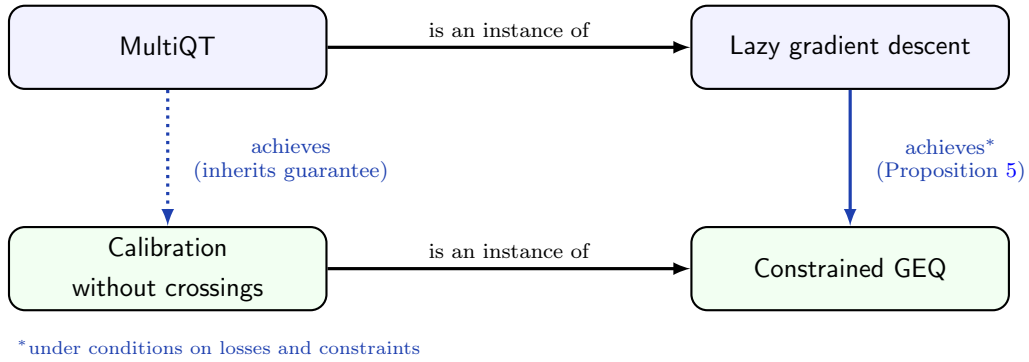 MultiQT
is an instance of
Lazy gradient descent
achieves
(inherits guarantee)
achieves*
(Proposition 5)
Calibration
without crossings
is an instance of
Constrained GEQ
*under conditions on losses and constraints